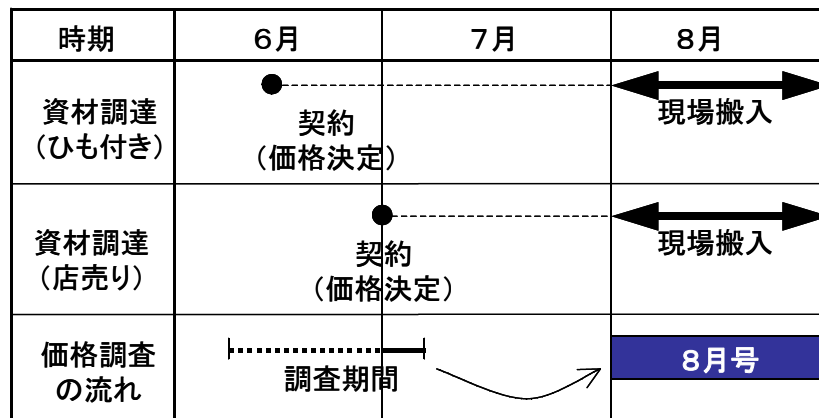 時期 6月 7月 8月
資材調達
（ひも付き）
契約
（価格決定）
現場搬入
資材調達
（店売り）
契約
（価格決定）
現場搬入
価格調査
の流れ
調査期間
8月号